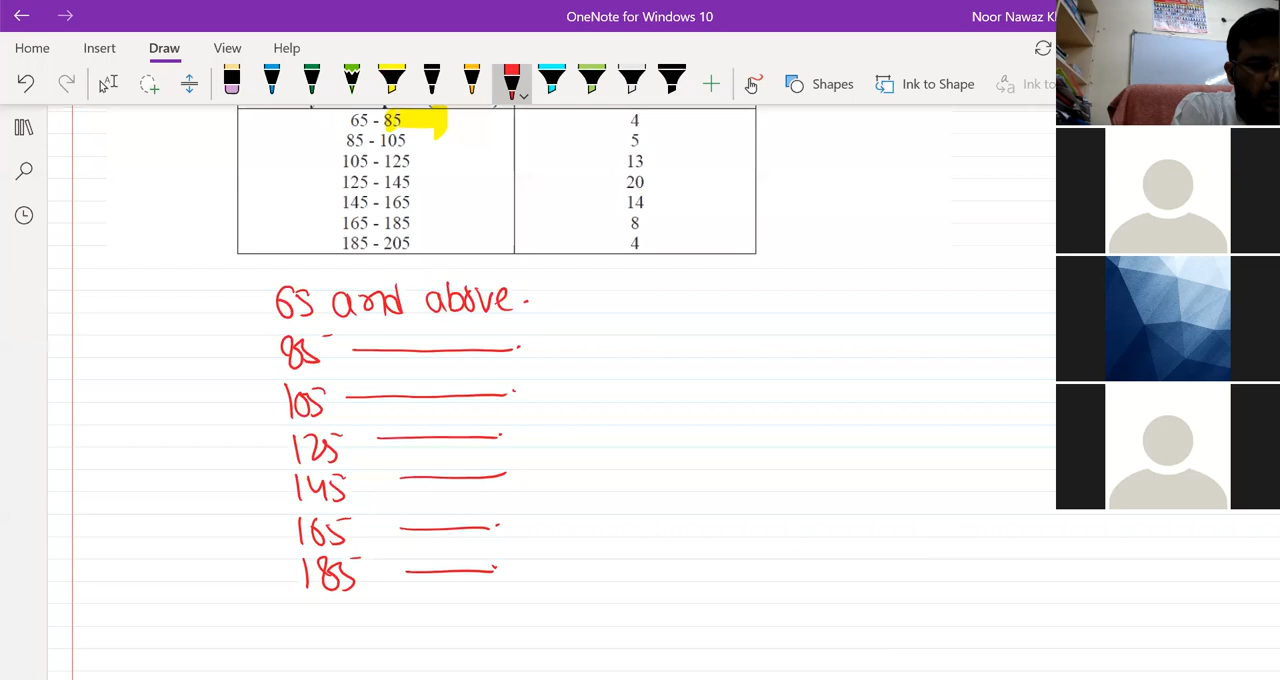 OneNote for Windows 10
Noor Nawaz K
Home Insert Draw View Help
Shapes Ink to Shape Ink to
65 - 85 4
85 - 105 5
105 - 125 13
125 - 145 20
145 - 165 14
165 - 185 8
185 - 205 4
65 and above.
85
105
125
145
165
185